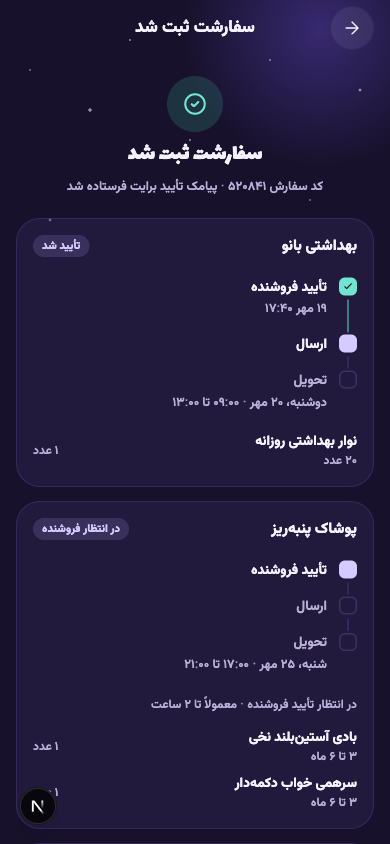 سفارشت ثبت شد
سفارشت ثبت شد
کد سفارش ۵۲۰۸۴۱ · پیامک تأیید برایت فرستاده شد
بهداشتی بانو
تأیید شد
تأیید فروشنده
۱۹ مهر ۱۷:۴۰
ارسال
تحویل
دوشنبه، ۲۰ مهر · ۰۹:۰۰ تا ۱۳:۰۰
نوار بهداشتی روزانه
۱ عدد
۲۰ عدد
پوشاک پنبه‌ریز
در انتظار فروشنده
تأیید فروشنده
ارسال
تحویل
شنبه، ۲۵ مهر · ۱۷:۰۰ تا ۲۱:۰۰
در انتظار تأیید فروشنده · معمولاً تا ۲ ساعت
بادی آستین‌بلند نخی
۱ عدد
۳ تا ۶ ماه
سرهمی خواب دکمه‌دار
۱
۳ تا ۶ ماه
N